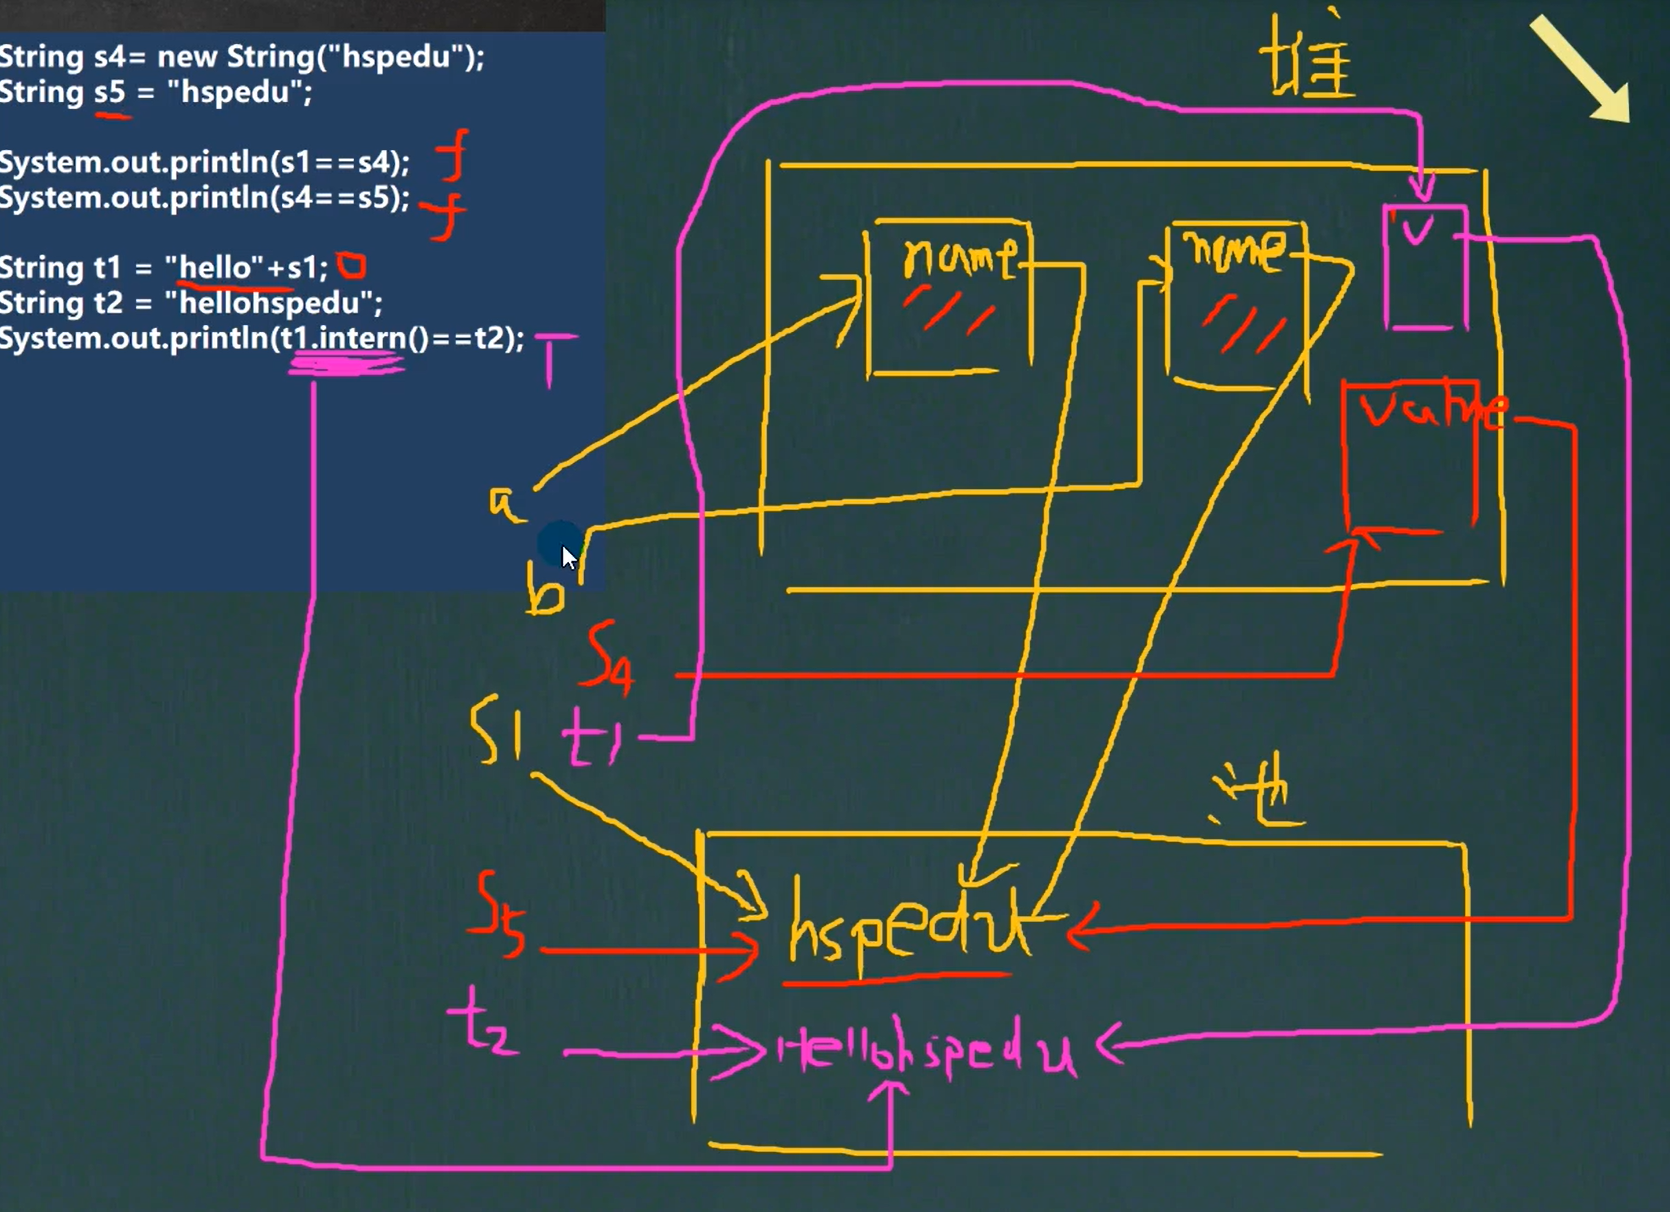 String s4= new String("hspedu");
String s5 = "hspedu";
System.out.println(s1==s4); f
System.out.println(s4==s5); f
String t1 = "hello"+s1;
String t2 = "hellohspedu";
System.out.println(t1.intern()==t2); T
堆
name
name
v
value
a
b
S4
S1
t1
池
S5
hspedu
t2
Hellohspedu